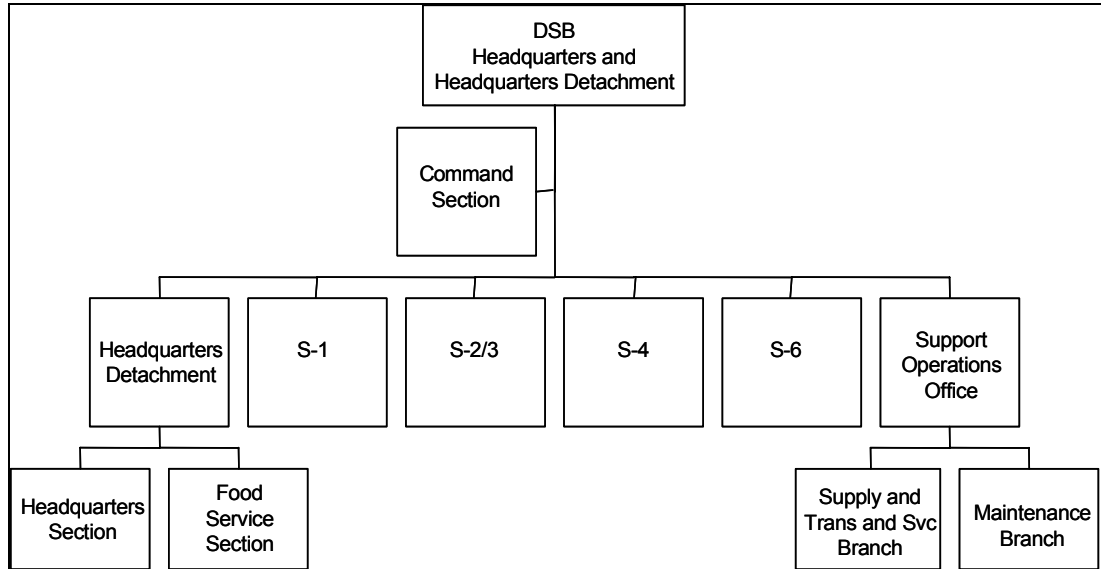 DSB
Headquarters and
Headquarters Detachment
Command
Section
Headquarters
Detachment
S-1
S-2/3
S-4
S-6
Support
Operations
Office
Headquarters
Section
Food
Service
Section
Supply and
Trans and Svc
Branch
Maintenance
Branch